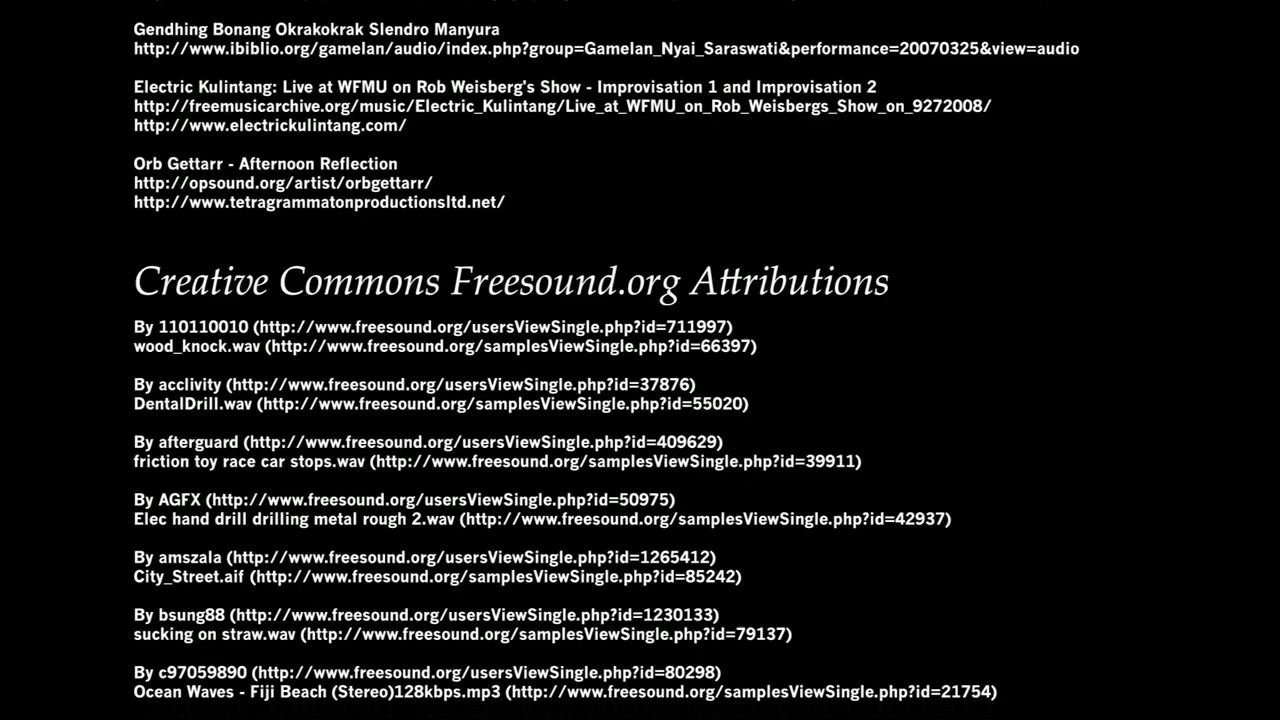 Gendhing Bonang Okrakokrak Slendro Manyura
http://www.ibiblio.org/gamelan/audio/index.php?group=Gamelan_Nyai_Saraswati&performance=20070325&view=audio
Electric Kulintang: Live at WFMU on Rob Weisberg's Show - Improvisation 1 and Improvisation 2
http://freemusicarchive.org/music/Electric_Kulintang/Live_at_WFMU_on_Rob_Weisbergs_Show_on_9272008/
http://www.electrickulintang.com/
Orb Gettarr - Afternoon Reflection
http://opsound.org/artist/orbgettarr/
http://www.tetragrammatonproductionsltd.net/
Creative Commons Freesound.org Attributions
By 110110010 (http://www.freesound.org/usersViewSingle.php?id=711997)
wood_knock.wav (http://www.freesound.org/samplesViewSingle.php?id=66397)
By acclivity (http://www.freesound.org/usersViewSingle.php?id=37876)
DentalDrill.wav (http://www.freesound.org/samplesViewSingle.php?id=55020)
By afterguard (http://www.freesound.org/usersViewSingle.php?id=409629)
friction toy race car stops.wav (http://www.freesound.org/samplesViewSingle.php?id=39911)
By AGFX (http://www.freesound.org/usersViewSingle.php?id=50975)
Elec hand drill drilling metal rough 2.wav (http://www.freesound.org/samplesViewSingle.php?id=42937)
By amszala (http://www.freesound.org/usersViewSingle.php?id=1265412)
City_Street.aif (http://www.freesound.org/samplesViewSingle.php?id=85242)
By bsung88 (http://www.freesound.org/usersViewSingle.php?id=1230133)
sucking on straw.wav (http://www.freesound.org/samplesViewSingle.php?id=79137)
By c97059890 (http://www.freesound.org/usersViewSingle.php?id=80298)
Ocean Waves - Fiji Beach (Stereo)128kbps.mp3 (http://www.freesound.org/samplesViewSingle.php?id=21754)